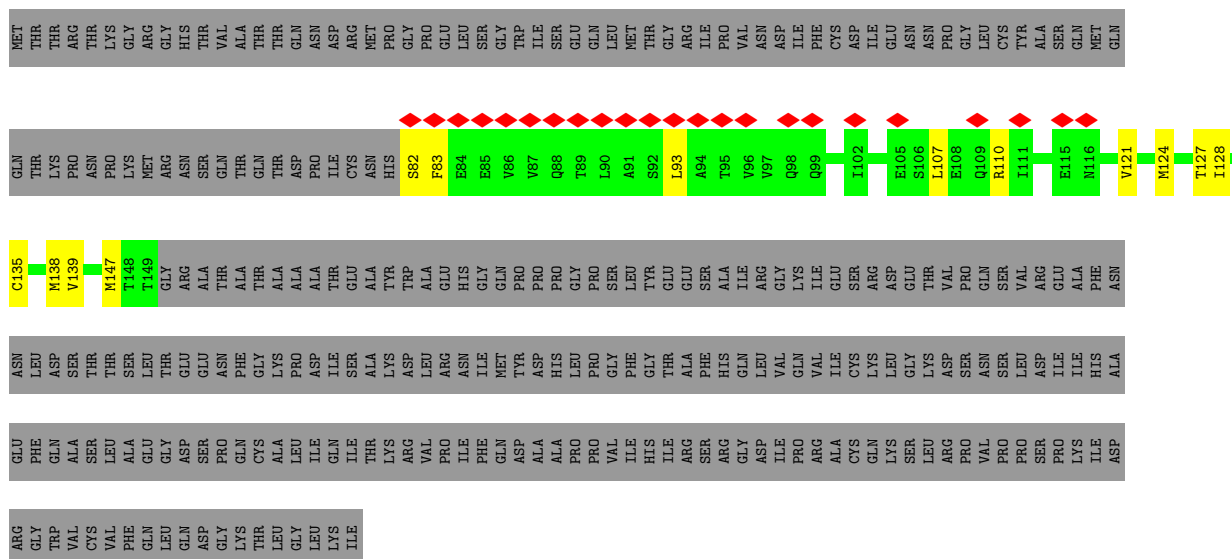 MET THR THR ARG THR LYS GLY ARG GLY HIS THR VAL ALA THR THR GLN ASN ASP ARG MET PRO GLY PRO GLU LEU SER GLY TRP ILE SER GLU GLN LEU MET THR GLY ARG ILE PRO VAL ASN ASP ILE PHE CYS ASP ILE GLU ASN ASN PRO GLY LEU CYS TYR ALA SER GLN MET GLN
GLN THR LYS PRO ASN PRO LYS MET ARG ASN SER GLN THR GLN THR ASP PRO ILE CYS ASN HIS S82 F83 E84 E85 V86 V87 Q88 T89 L90 A91 S92 L93 A94 T95 V96 V97 Q98 Q99 I102 E105 S106 L107 E108 Q109 R110 I111 E115 N116 V121 M124 T127 I128
C135 M138 V139 M147 T148 T149 GLY ARG ALA THR ALA THR ALA ALA ALA THR GLU ALA TYR TRP ALA GLU HIS GLY GLN PRO PRO PRO GLY PRO SER LEU TYR GLU GLU SER ALA ILE ARG GLY LYS ILE GLU SER ARG ASP GLU THR VAL PRO GLN SER VAL ARG GLU ALA PHE ASN
ASN LEU ASP SER THR THR SER LEU THR GLU GLU ASN PHE GLY LYS PRO ASP ILE SER ALA LYS ASP LEU ARG ASN ILE MET TYR ASP HIS LEU PRO GLY PHE GLY THR ALA PHE HIS GLN LEU VAL GLN VAL ILE CYS LYS LEU GLY LYS ASP SER ASN SER LEU ASP ILE ILE HIS ALA
GLU PHE GLN ALA SER LEU ALA GLU GLY ASP SER PRO GLN CYS ALA LEU ILE GLN ILE THR LYS ARG VAL PRO ILE PHE GLN ASP ALA ALA PRO PRO VAL ILE HIS ILE ARG SER ARG GLY ASP ILE PRO ARG ALA CYS GLN LYS SER LEU ARG PRO VAL PRO PRO SER PRO LYS ILE ASP
ARG GLY TRP VAL CYS VAL PHE GLN LEU GLN ASP GLY LYS THR LEU GLY LEU LYS ILE